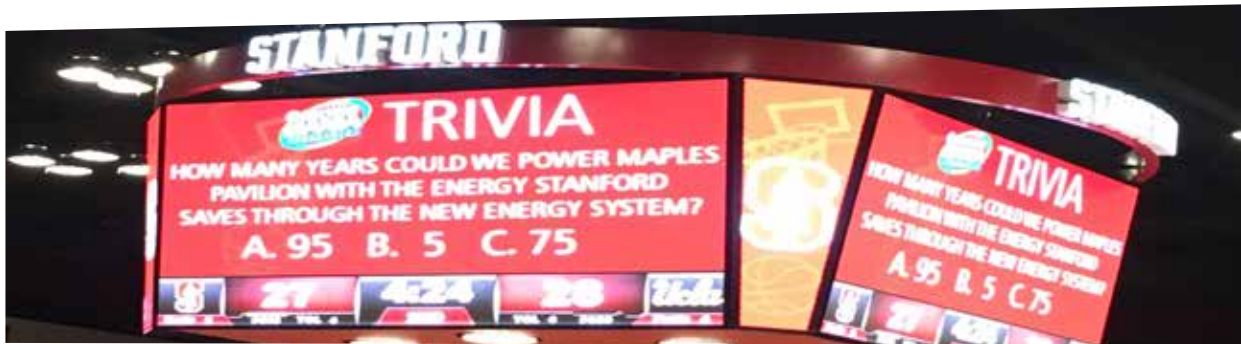 STANFORD
TRIVIA
HOW MANY YEARS COULD WE POWER MAPLES
PAVILION WITH THE ENERGY STANFORD
SAVES THROUGH THE NEW ENERGY SYSTEM?
A. 95 B. 5 C. 75
27 4:24 26 Ucla
TRIVIA
HOW MANY YEARS COULD WE POWER MAPLES
PAVILION WITH THE ENERGY STANFORD
SAVES THROUGH THE NEW ENERGY SYSTEM?
A. 95 B. 5 C. 75
27